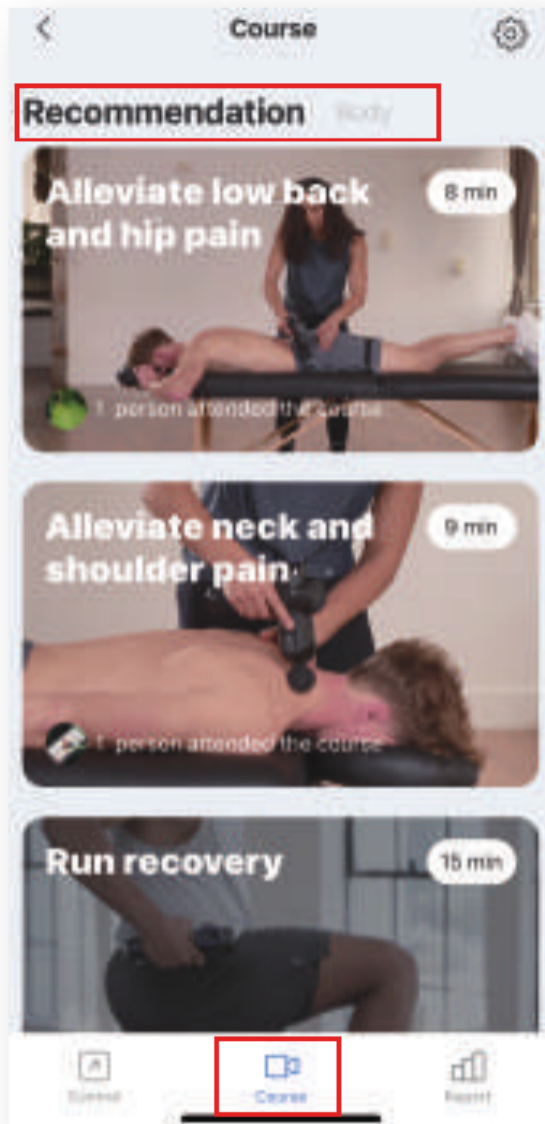 Course
Recommendation Body
Alleviate low back
and hip pain
8 min
1 person attended the course
Alleviate neck and
shoulder pain
9 min
1 person attended the course
Run recovery
15 min
Course
Report